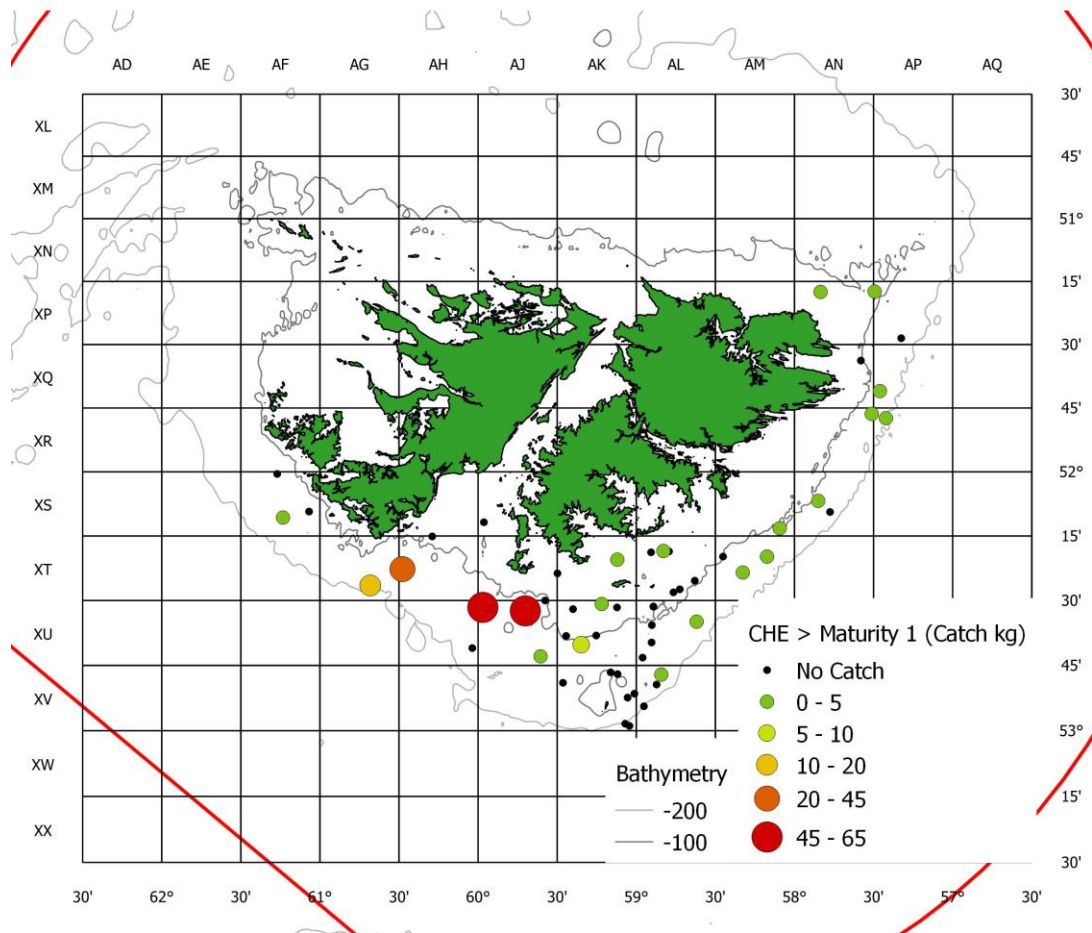 AD AE AF AG AH AJ AK AL AM AN AP AQ
30'
XL
45'
XM
51°
XN
15'
XP
30'
XQ
45'
XR
52°
XS
15'
XT
30'
XU
CHE > Maturity 1 (Catch kg)
No Catch
45'
0 - 5
XV
5 - 10
53°
10 - 20
XW
Bathymetry
20 - 45
15'
-200
XX
-100
45 - 65
30'
30' 62° 30' 61° 30' 60° 30' 59° 30' 58° 30' 57° 30'